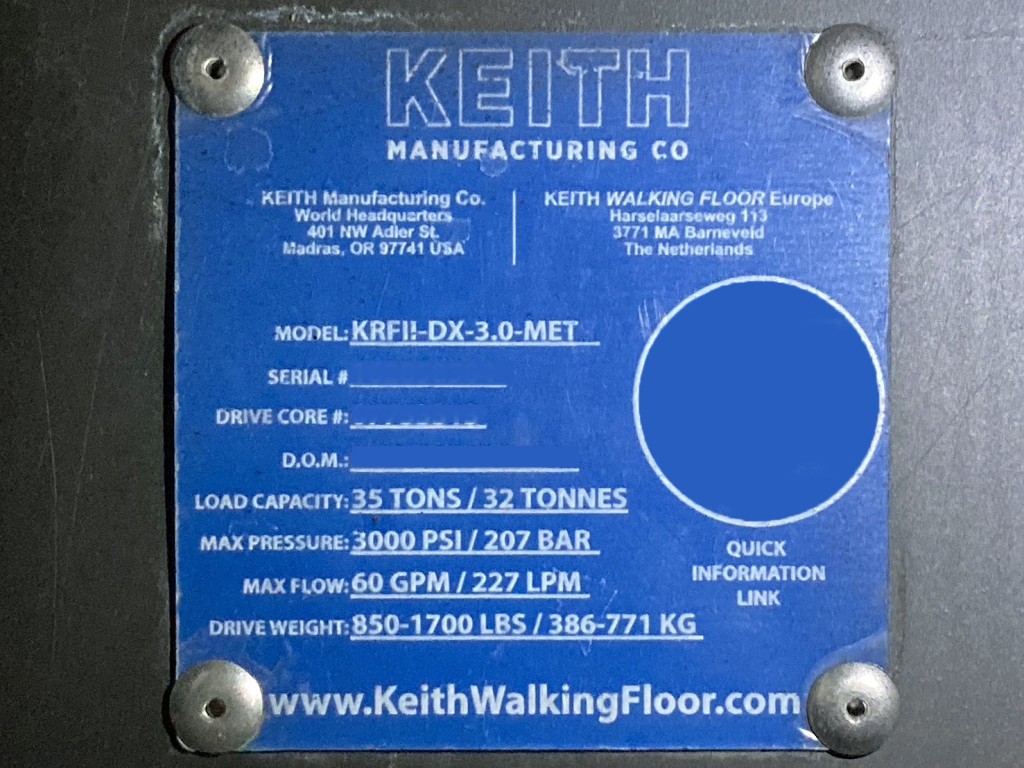 KEITH
MANUFACTURING CO
KEITH Manufacturing Co.
World Headquarters
401 NW Adler St.
Madras, OR 97741 USA
KEITH WALKING FLOOR Europe
Harselaarseweg 113
3771 MA Barneveld
The Netherlands
MODEL: KRFII-DX-3.0-MET
SERIAL #
DRIVE CORE #:
D.O.M.:
LOAD CAPACITY: 35 TONS / 32 TONNES
MAX PRESSURE: 3000 PSI / 207 BAR
MAX FLOW: 60 GPM / 227 LPM
DRIVE WEIGHT: 850-1700 LBS / 386-771 KG
QUICK
INFORMATION
LINK
www.KeithWalkingFloor.com